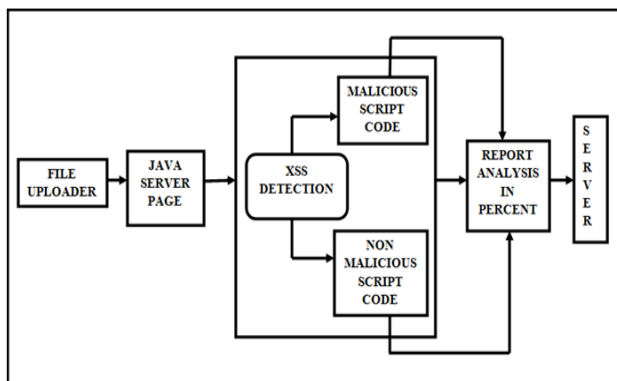 FILE
UPLOADER
JAVA
SERVER
PAGE
XSS
DETECTION
MALICIOUS
SCRIPT
CODE
NON
MALICIOUS
SCRIPT
CODE
REPORT
ANALYSIS
IN
PERCENT
S
E
R
V
E
R